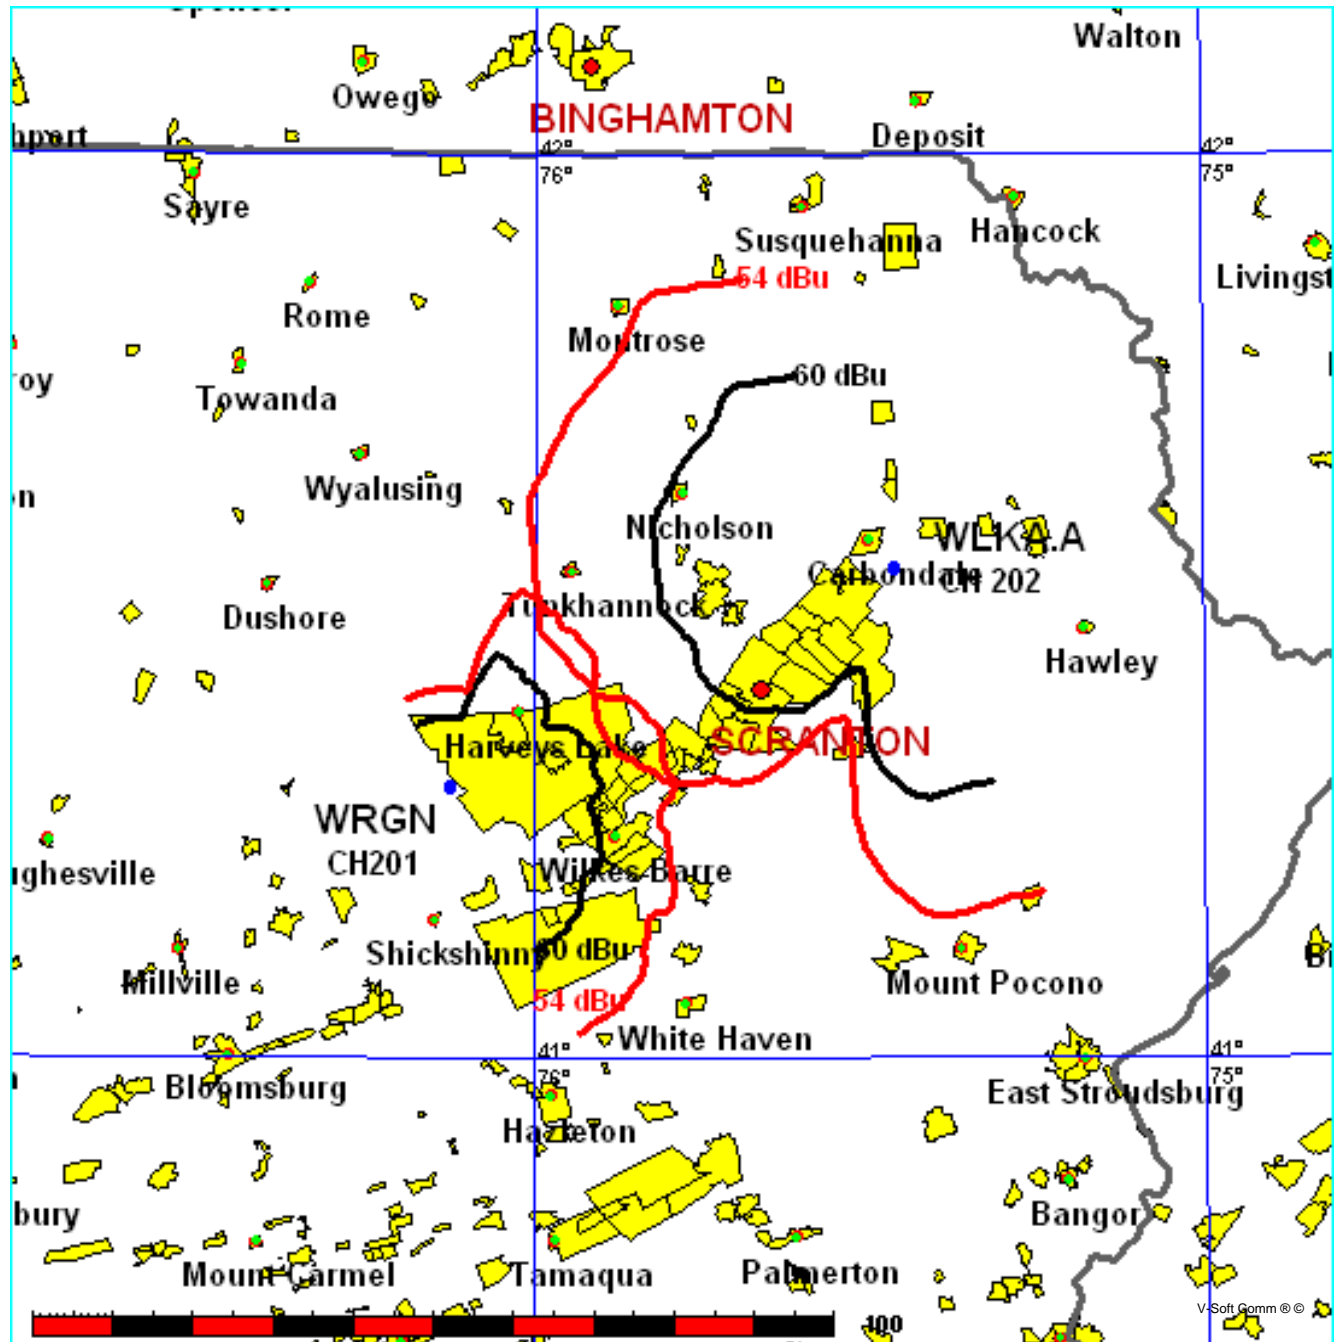 Walton
Owego
BINGHAMTON
Deposit
hport
42°
42°
76°
75°
Sayre
Susquehanna
Hancock
54 dBu
Livingst
Rome
Montrose
60 dBu
roy
Towanda
Wyalusing
Nicholson
WLKA.A
Carbondale
CH 202
Dushore
Tunkhannock
Hawley
Harveys Lake
SCRANTON
WRGN
CH201
Wilkes-Barre
ughesville
Shickshinny
60 dBu
Millville
Mount Pocono
54 dBu
White Haven
41°
41°
76°
75°
Bloomsburg
East Stroudsburg
Hazleton
bury
Bangor
Mount Carmel
Tamaqua
Palmerton
V-Soft Comm ® ©
100